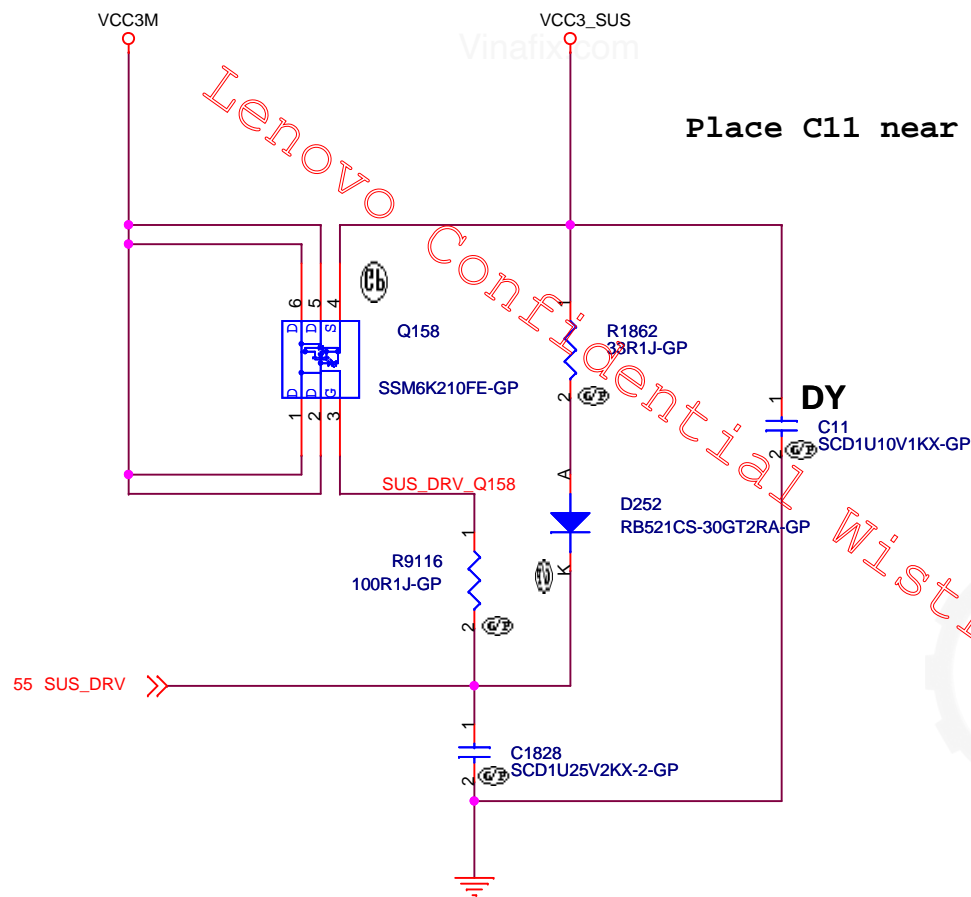 VCC3M
VCC3_SUS
Vinafix.com
Lenovo Confidential Wist
Place C11 near
6
5
4
D
D
S
Q158
SSM6K210FE-GP
D
D
G
1
2
3
1
R1862
33R1J-GP
2
G/P
DY
1
C11
SCD1U10V1KX-GP
2
G/P
SUS_DRV_Q158
A
D252
RB521CS-30GT2RA-GP
K
1
R9116
100R1J-GP
2
G/P
55 SUS_DRV
1
C1828
SCD1U25V2KX-2-GP
2
G/P